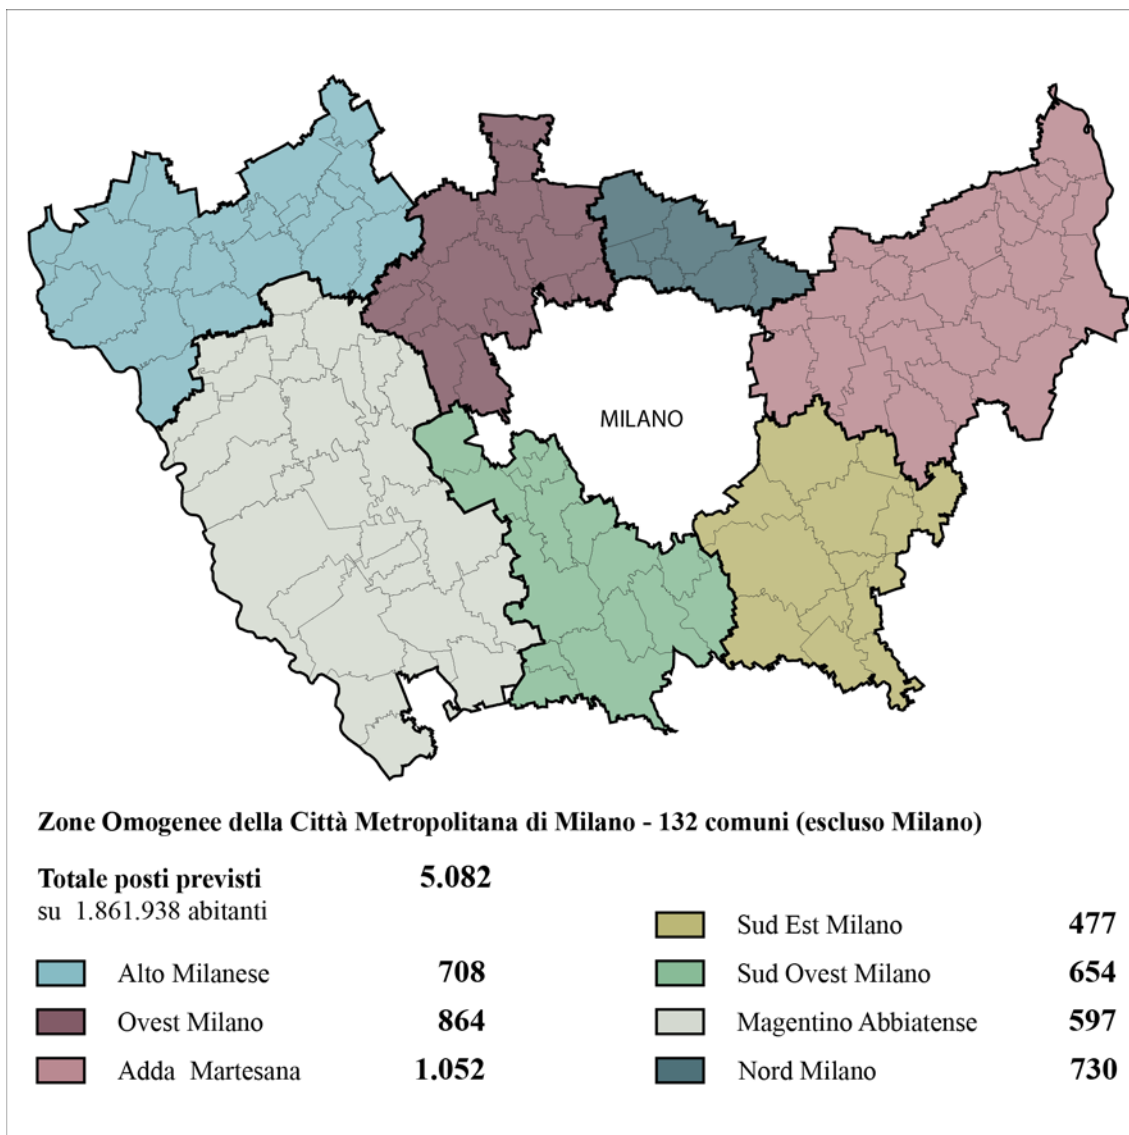 MILANO
Zone Omogenee della Città Metropolitana di Milano - 132 comuni (escluso Milano)
Totale posti previsti 5.082
su 1.861.938 abitanti
Alto Milanese 708
Ovest Milano 864
Adda Martesana 1.052
Sud Est Milano 477
Sud Ovest Milano 654
Magentino Abbiatense 597
Nord Milano 730